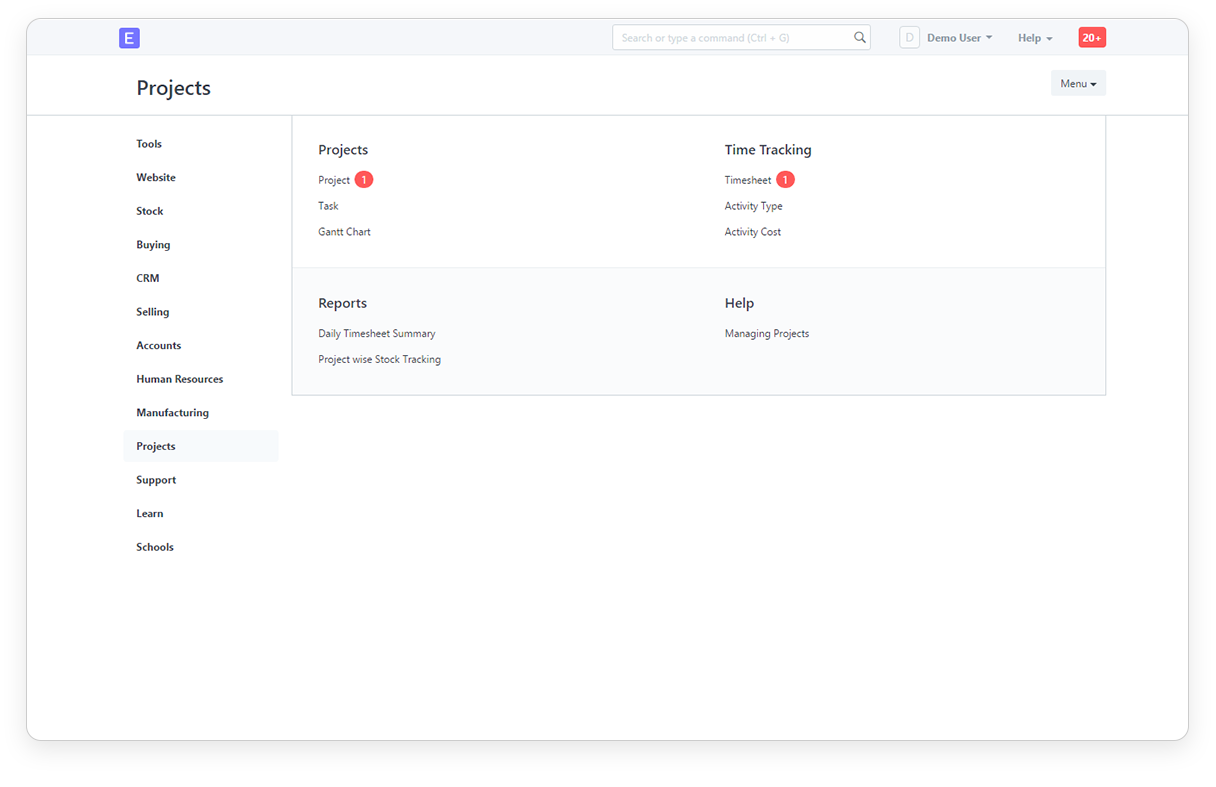 E
Search or type a command (Ctrl + G)
D Demo User
Help
20+
Projects
Menu
Tools
Website
Stock
Buying
CRM
Selling
Accounts
Human Resources
Manufacturing
Projects
Support
Learn
Schools
Projects
Project 1
Task
Gantt Chart
Time Tracking
Timesheet 1
Activity Type
Activity Cost
Reports
Daily Timesheet Summary
Project wise Stock Tracking
Help
Managing Projects